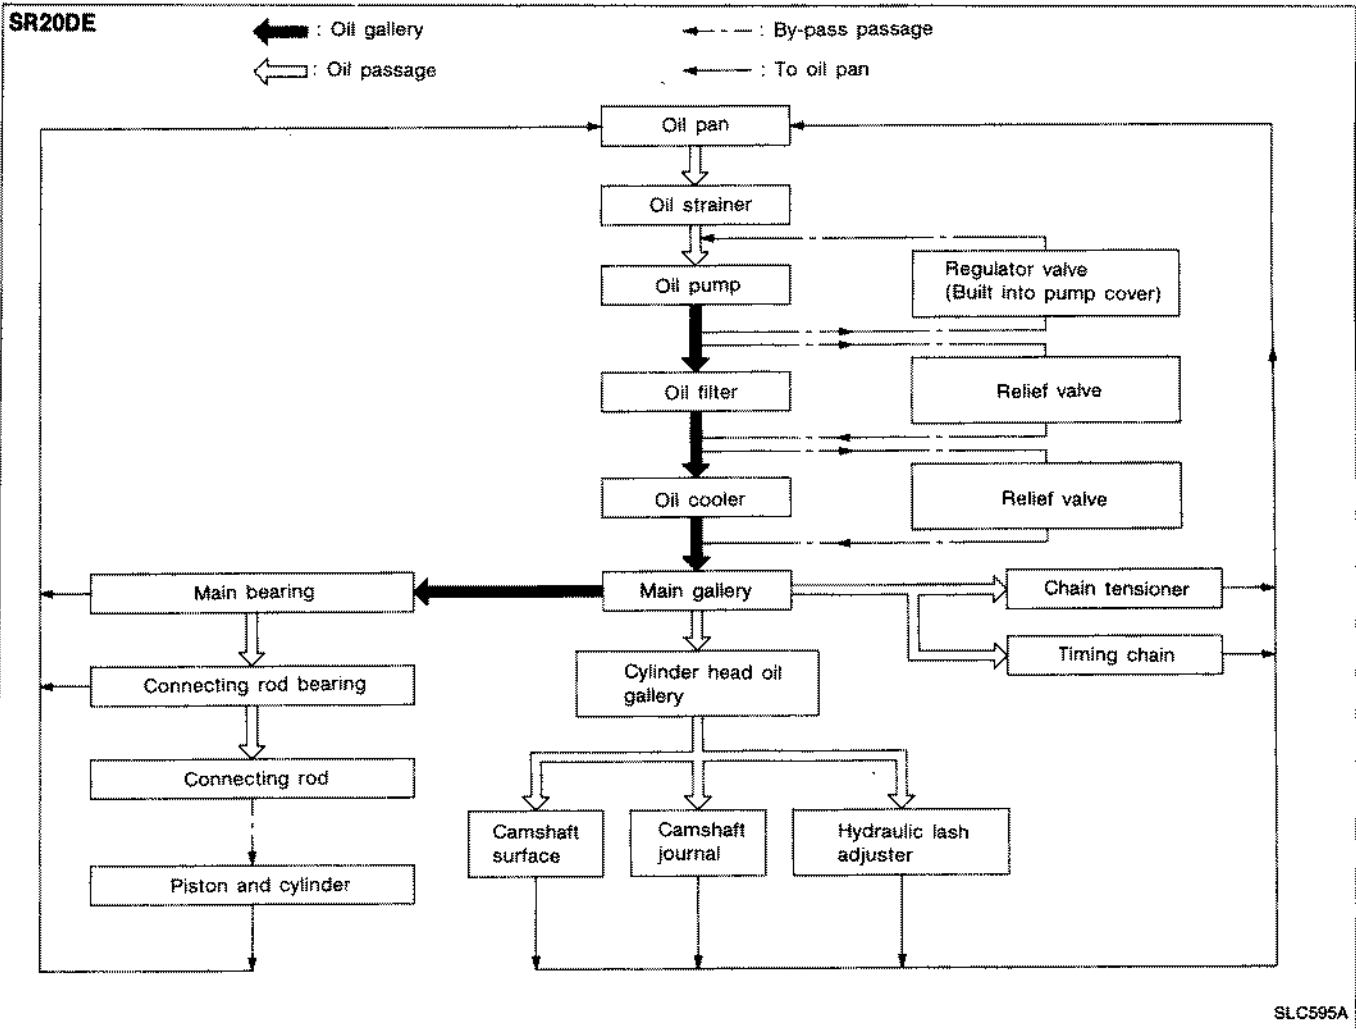 SR20DE
: Oil gallery
: By-pass passage
: Oil passage
: To oil pan
Oil pan
Oil strainer
Oil pump
Regulator valve
(Built into pump cover)
Oil filter
Relief valve
Oil cooler
Relief valve
Main bearing
Main gallery
Chain tensioner
Timing chain
Connecting rod bearing
Cylinder head oil
gallery
Connecting rod
Camshaft
surface
Camshaft
journal
Hydraulic lash
adjuster
Piston and cylinder
SLC595A